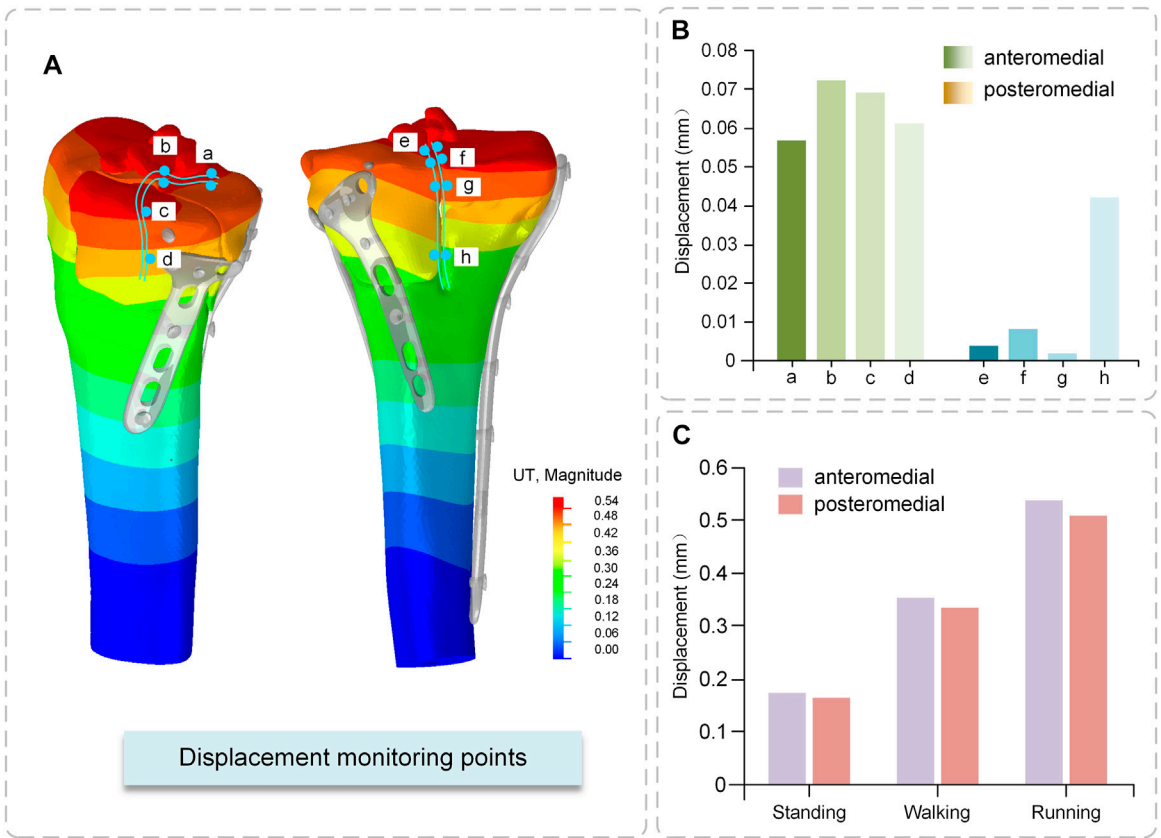 A
b
a
c
d
e
f
g
h
UT, Magnitude
0.54
0.48
0.42
0.36
0.30
0.24
0.18
0.12
0.06
0.00
Displacement monitoring points
B
anteromedial
posteromedial
Displacement (mm)
0.08
0.07
0.06
0.05
0.04
0.03
0.02
0.01
0
a b c d e f g h
C
anteromedial
posteromedial
Displacement (mm)
0.6
0.5
0.4
0.3
0.2
0.1
0
Standing Walking Running